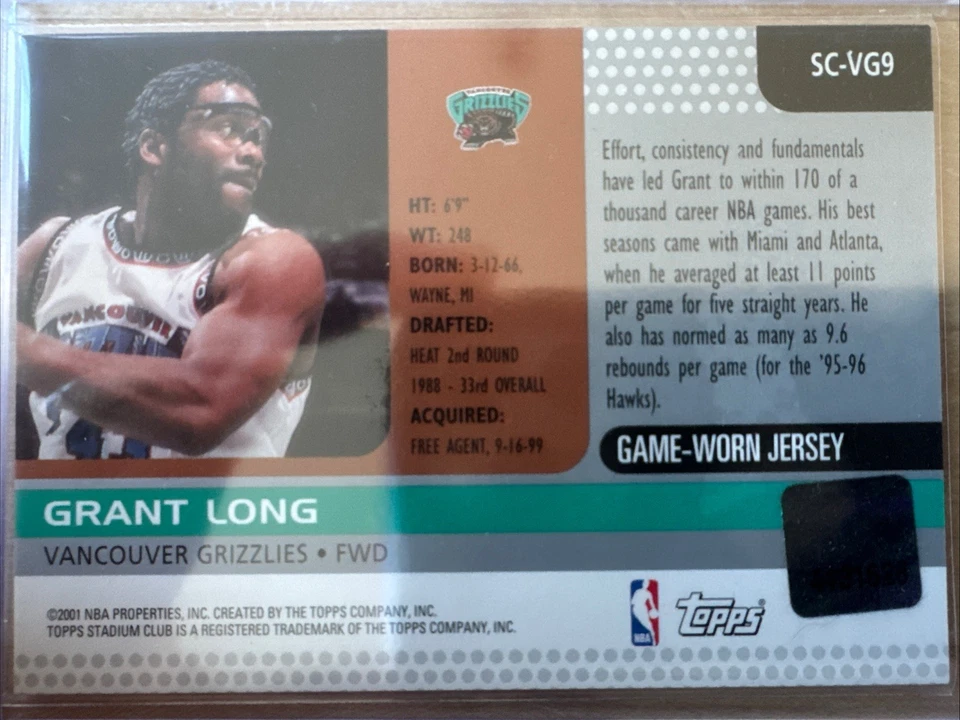 SC-VG9
VANCOUVER
GRIZZLIES
VANCOUVER
HT: 6'9"
WT: 248
BORN: 3-12-66,
WAYNE, MI
DRAFTED:
HEAT 2nd ROUND
1988 - 33rd OVERALL
ACQUIRED:
FREE AGENT, 9-16-99
Effort, consistency and fundamentals
have led Grant to within 170 of a
thousand career NBA games. His best
seasons came with Miami and Atlanta,
when he averaged at least 11 points
per game for five straight years. He
also has normed as many as 9.6
rebounds per game (for the '95-96
Hawks).
GAME-WORN JERSEY
GRANT LONG
VANCOUVER GRIZZLIES • FWD
©2001 NBA PROPERTIES, INC. CREATED BY THE TOPPS COMPANY, INC.
TOPPS STADIUM CLUB IS A REGISTERED TRADEMARK OF THE TOPPS COMPANY, INC.
NBA
Topps®